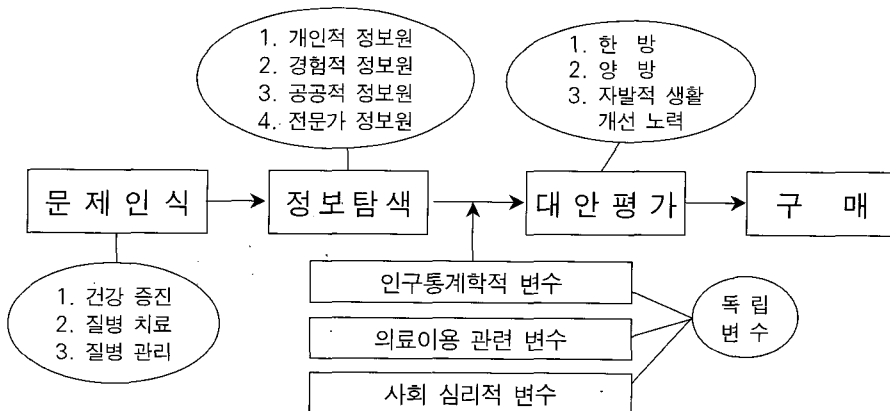 1. 개인적 정보원
2. 경험적 정보원
3. 공공적 정보원
4. 전문가 정보원
1. 한 방
2. 양 방
3. 자발적 생활
개선 노력
문제인식
정보탐색
대안평가
구 매
1. 건강 증진
2. 질병 치료
3. 질병 관리
인구통계학적 변수
의료이용 관련 변수
사회 심리적 변수
독 립
변 수